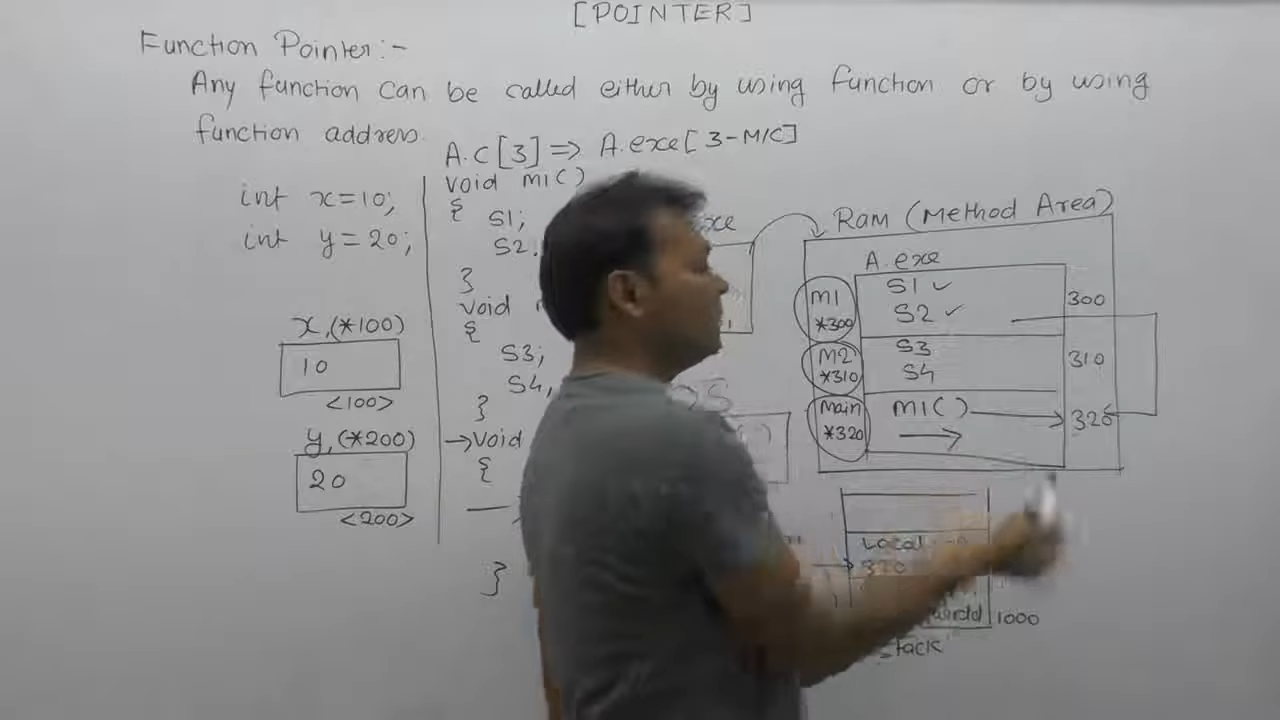 [POINTER]
Function Pointer:-
Any function can be called either by using function or by using
function address.
A.C[3] => A.exe[3-M/C]
int x=10;
int y=20;
x,(*100)
10
<100>
y,(*200)
20
<200>
void m1()
{
S1;
S2
}
void
{
S3;
S4,
}
→void
{
}
Ram (Method Area)
A.exe
M1
*300
S1 ✓
S2 ✓
300
M2
*310
S3
S4
310
Main
*320
M1()
320
Local
320
1000